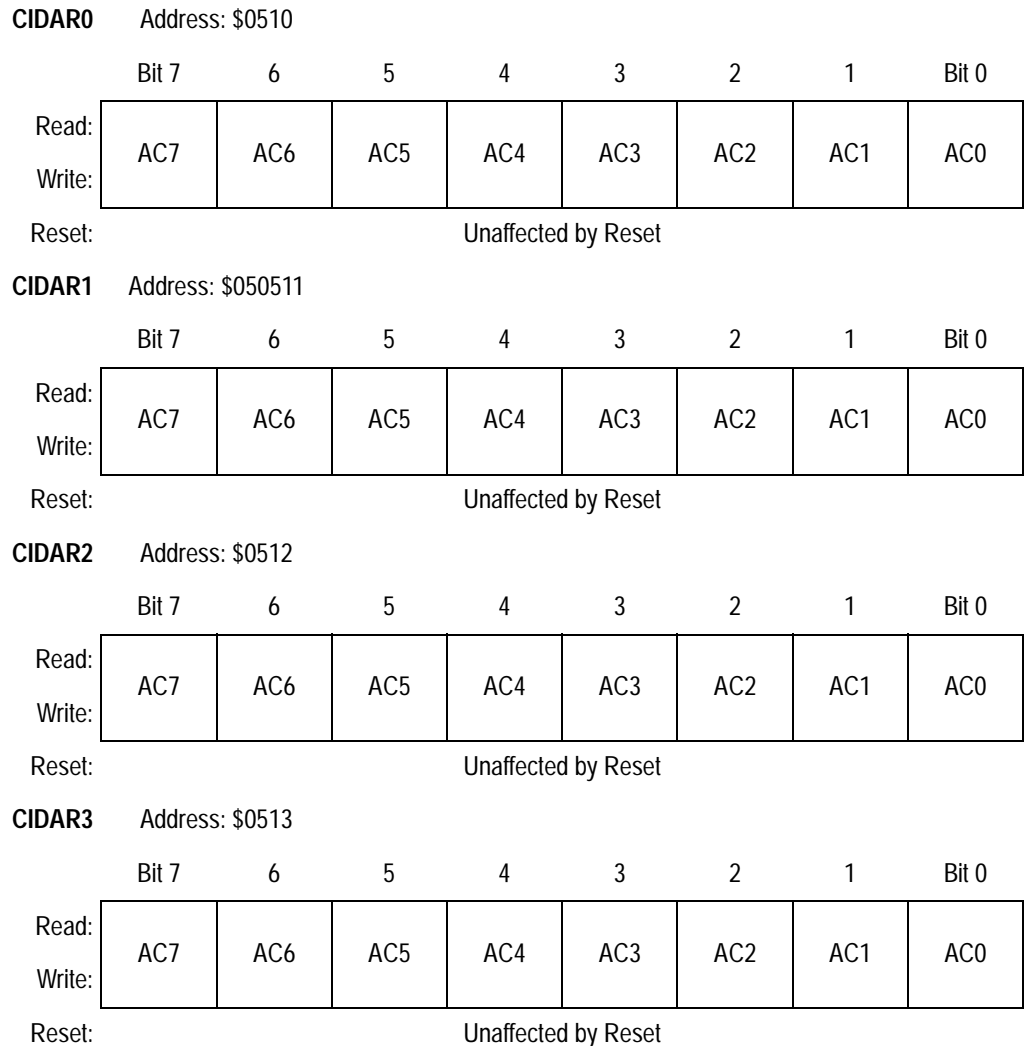 CIDAR0 Address: $0510
Bit 7 6 5 4 3 2 1 Bit 0
Read:
AC7 AC6 AC5 AC4 AC3 AC2 AC1 AC0
Write:
Reset: Unaffected by Reset
CIDAR1 Address: $050511
Bit 7 6 5 4 3 2 1 Bit 0
Read:
AC7 AC6 AC5 AC4 AC3 AC2 AC1 AC0
Write:
Reset: Unaffected by Reset
CIDAR2 Address: $0512
Bit 7 6 5 4 3 2 1 Bit 0
Read:
AC7 AC6 AC5 AC4 AC3 AC2 AC1 AC0
Write:
Reset: Unaffected by Reset
CIDAR3 Address: $0513
Bit 7 6 5 4 3 2 1 Bit 0
Read:
AC7 AC6 AC5 AC4 AC3 AC2 AC1 AC0
Write:
Reset: Unaffected by Reset